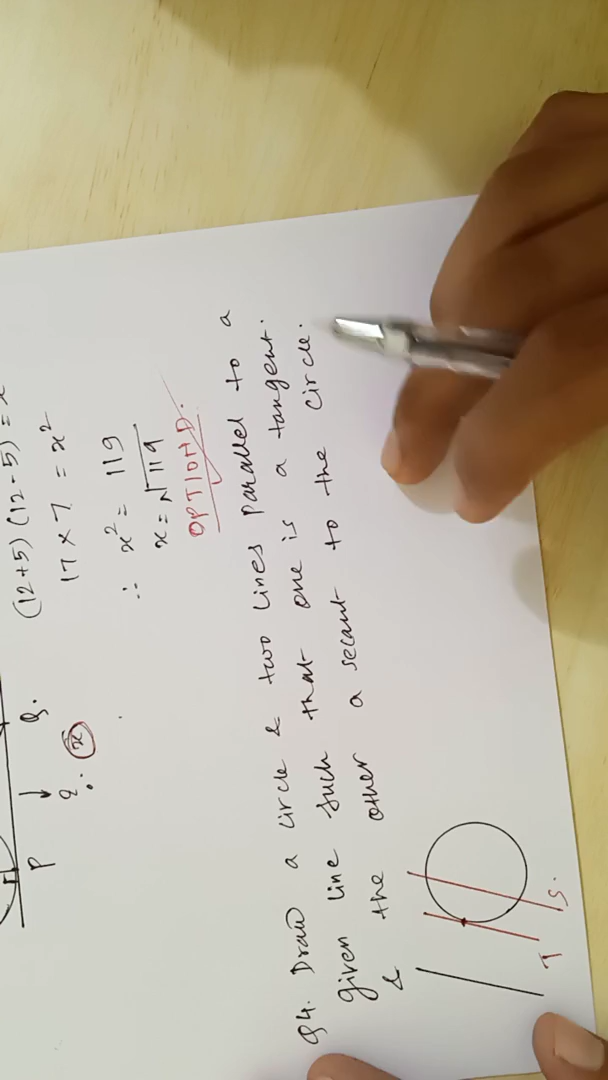 (12+5) (12-5) =
17 × 7 = x²
∴ x² = 119
x = √119
OPTION D.
P
Q.
?
x
Q4. Draw a circle & two lines parallel to a
given line such that one is a tangent.
& the other a secant to the circle.
T
S.